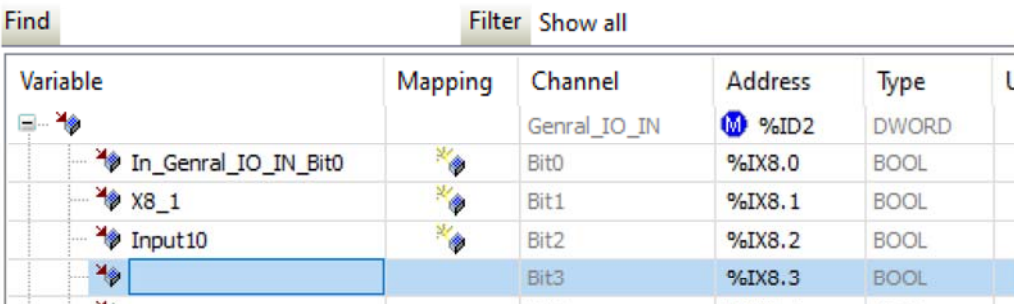 Find Filter Show all
Variable Mapping Channel Address Type
Genral_IO_IN M %ID2 DWORD
In_Genral_IO_IN_Bit0 Bit0 %IX8.0 BOOL
X8_1 Bit1 %IX8.1 BOOL
Input10 Bit2 %IX8.2 BOOL
Bit3 %IX8.3 BOOL